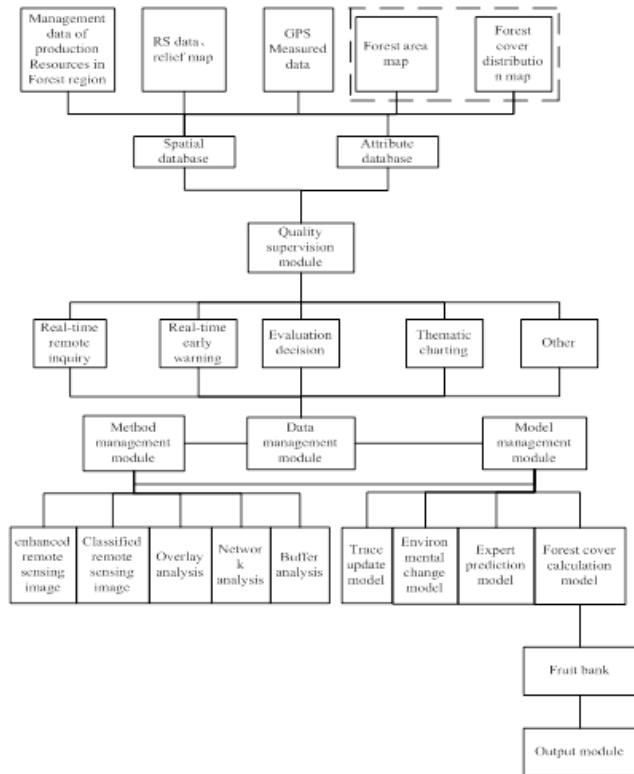 Management
data of
production
Resources in
Forest region
RS data、
relief map
GPS
Measured
data
Forest area
map
Forest
cover
distributio
n map
Spatial
database
Attribute
database
Quality
supervision
module
Real-time
remote
inquiry
Real-time
early
warning
Evaluation
decision
Thematic
charting
Other
Method
management
module
Data
management
module
Model
management
module
enhanced
remote
sensing
image
Classified
remote
sensing
image
Overlay
analysis
Networ
k
analysis
Buffer
analysis
Trace
update
model
Environ
mental
change
model
Expert
prediction
model
Forest cover
calculation
model
Fruit bank
Output module